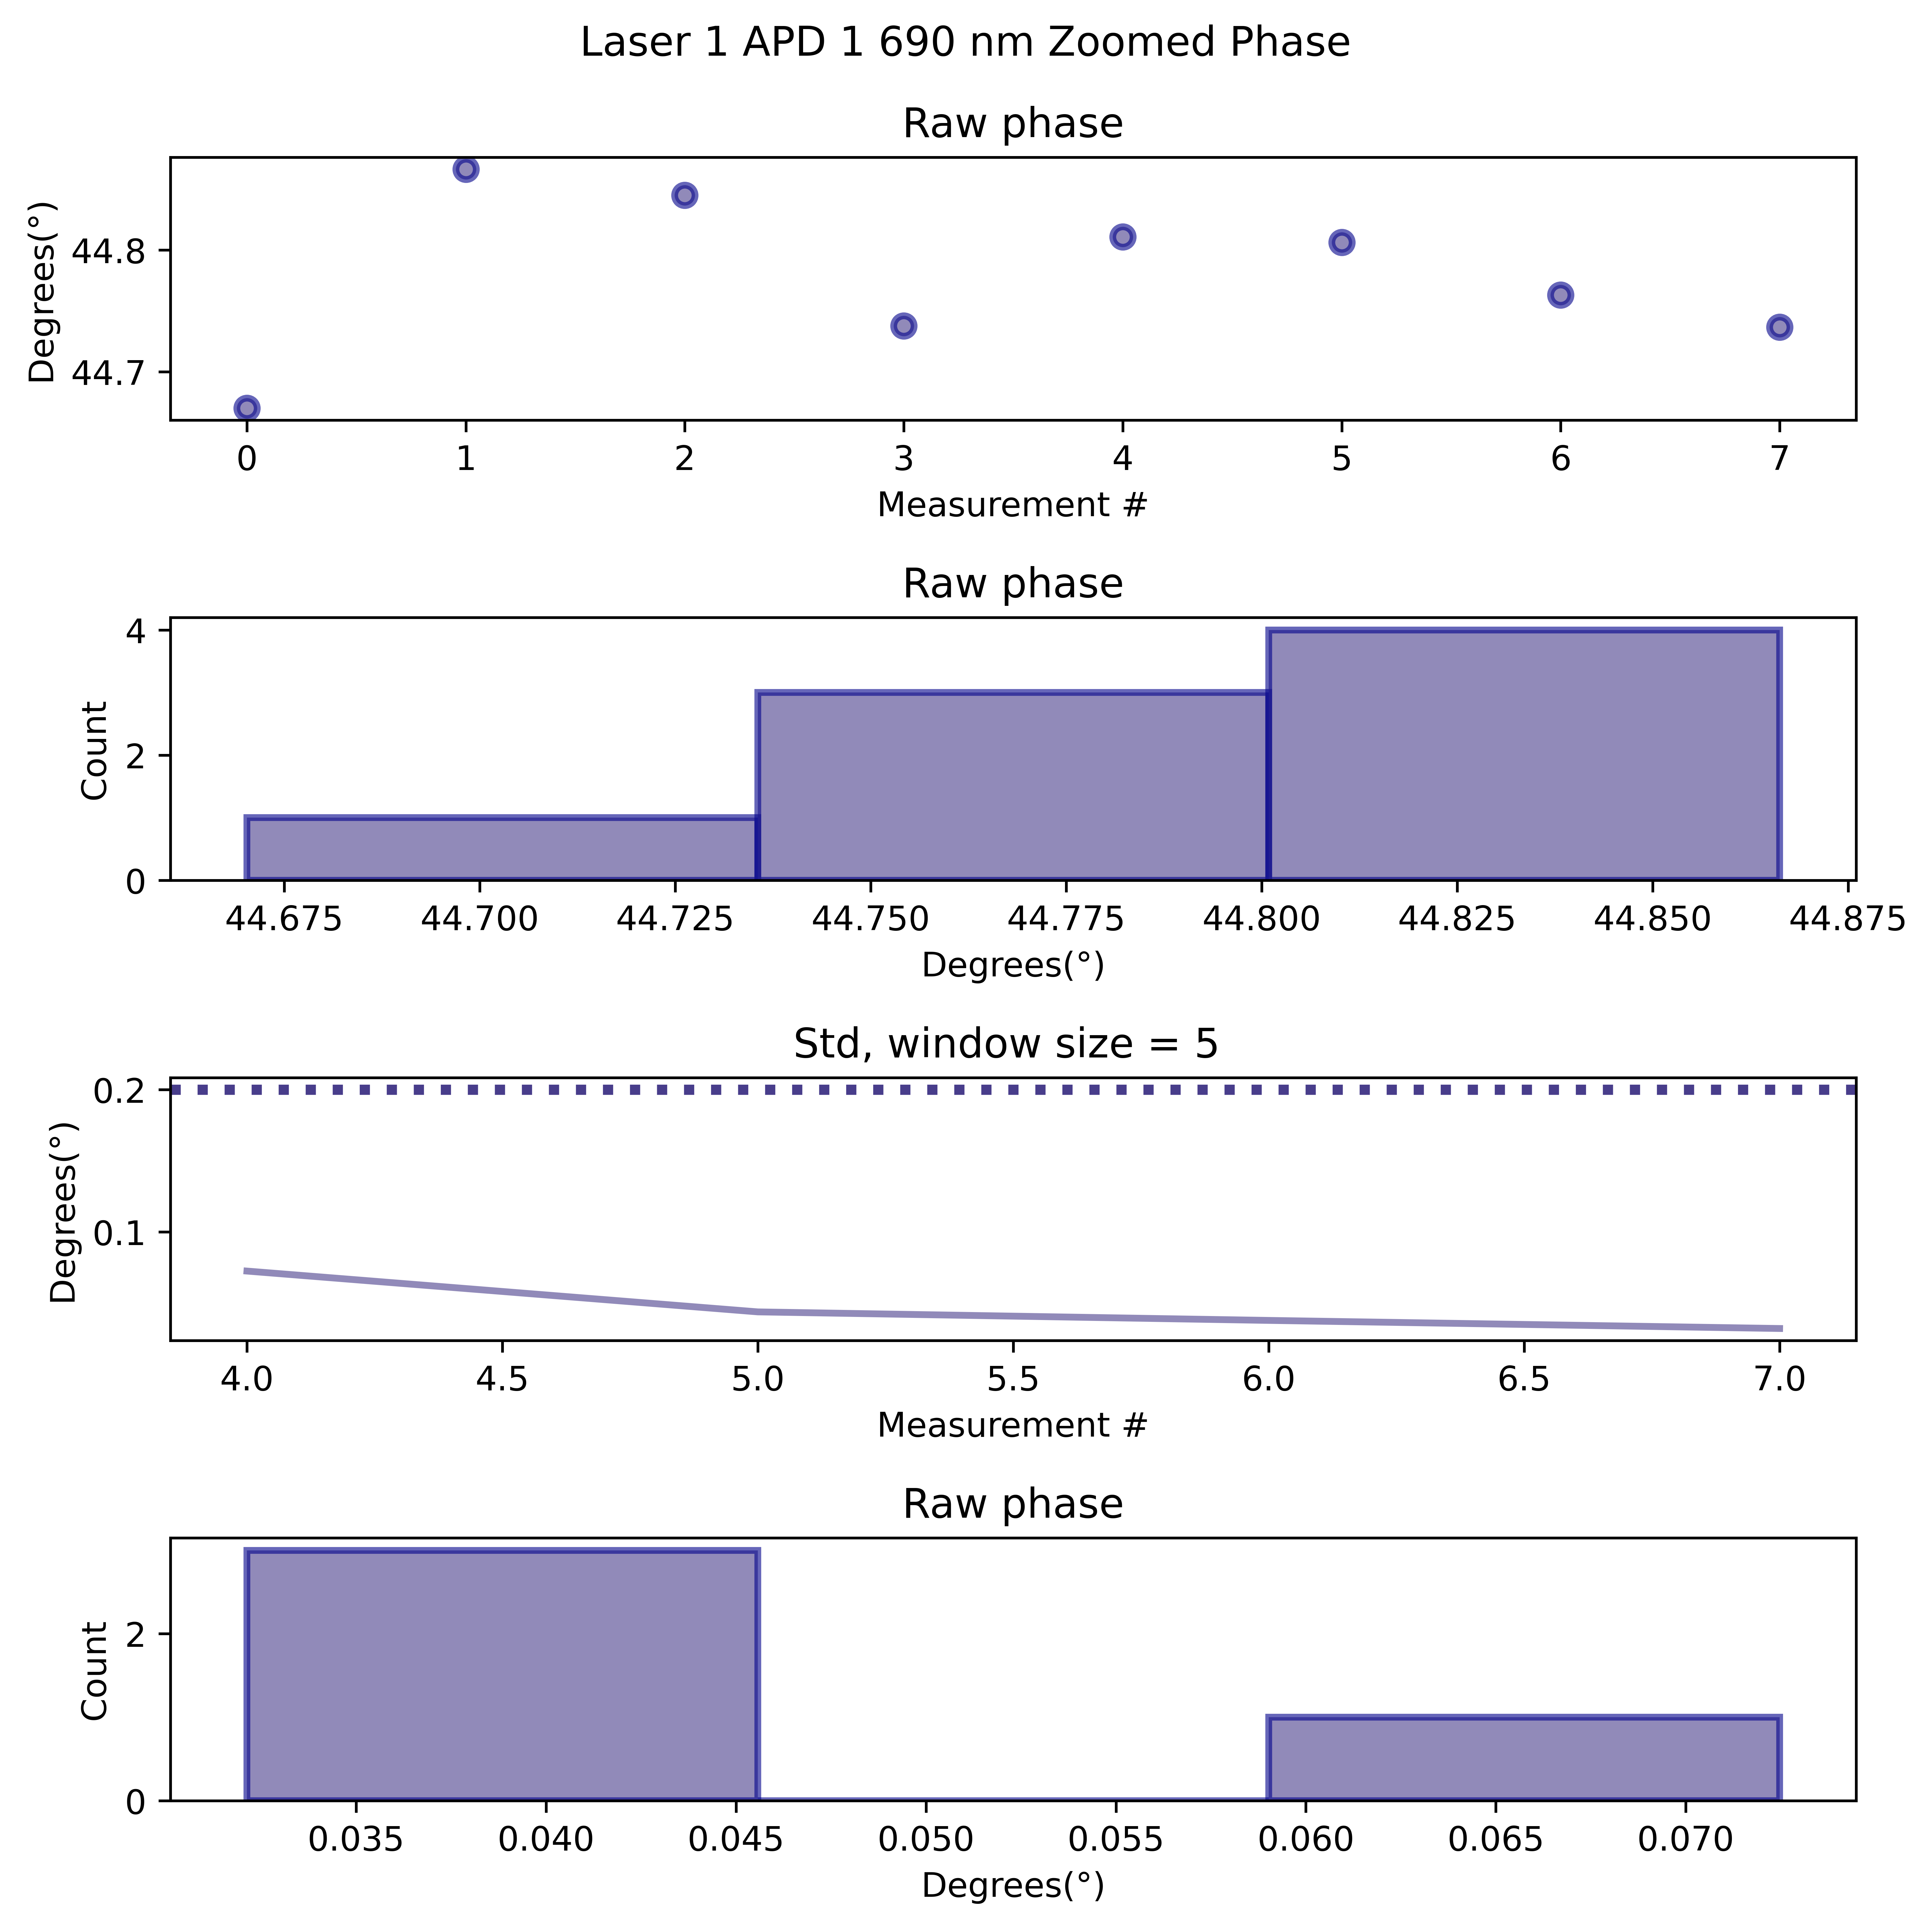 Laser 1 APD 1 690 nm Zoomed Phase
Raw phase
Degrees(°)
44.8
44.7
0 1 2 3 4 5 6 7
Measurement #
Raw phase
Count
4
2
0
44.675 44.700 44.725 44.750 44.775 44.800 44.825 44.850 44.875
Degrees(°)
Std, window size = 5
Degrees(°)
0.2
0.1
4.0 4.5 5.0 5.5 6.0 6.5 7.0
Measurement #
Raw phase
Count
2
0
0.035 0.040 0.045 0.050 0.055 0.060 0.065 0.070
Degrees(°)